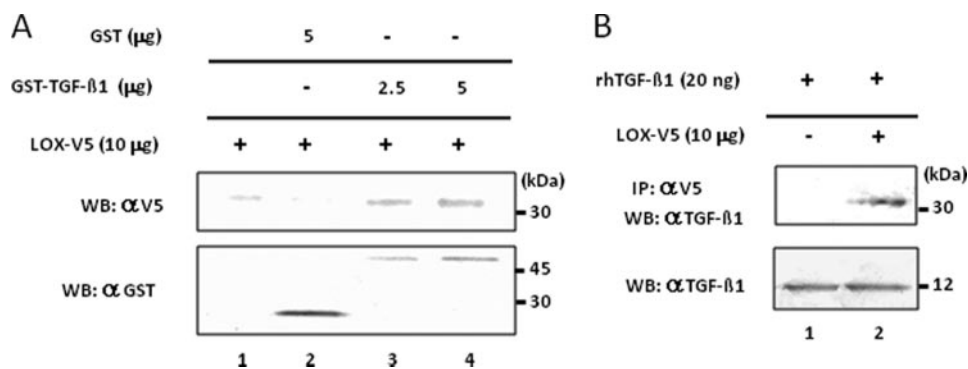 A
GST (µg) 5 - -
GST-TGF-ß1 (µg) - 2.5 5
LOX-V5 (10 µg) + + + +
(kDa)
WB: αV5
30
WB: α GST
45
30
1 2 3 4
B
rhTGF-ß1 (20 ng) + +
LOX-V5 (10 µg) - +
(kDa)
IP: αV5
WB: αTGF-ß1
30
WB: αTGF-ß1
12
1 2